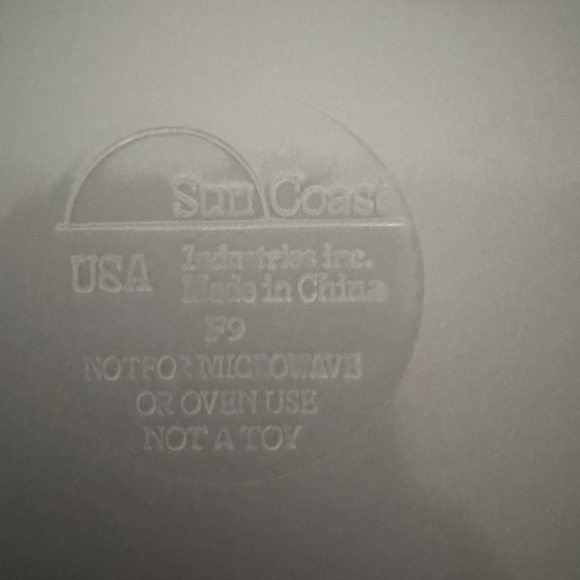 Sun Coast
USA
Industries inc.
Made in China
F9
NOT FOR MICROWAVE
OR OVEN USE
NOT A TOY